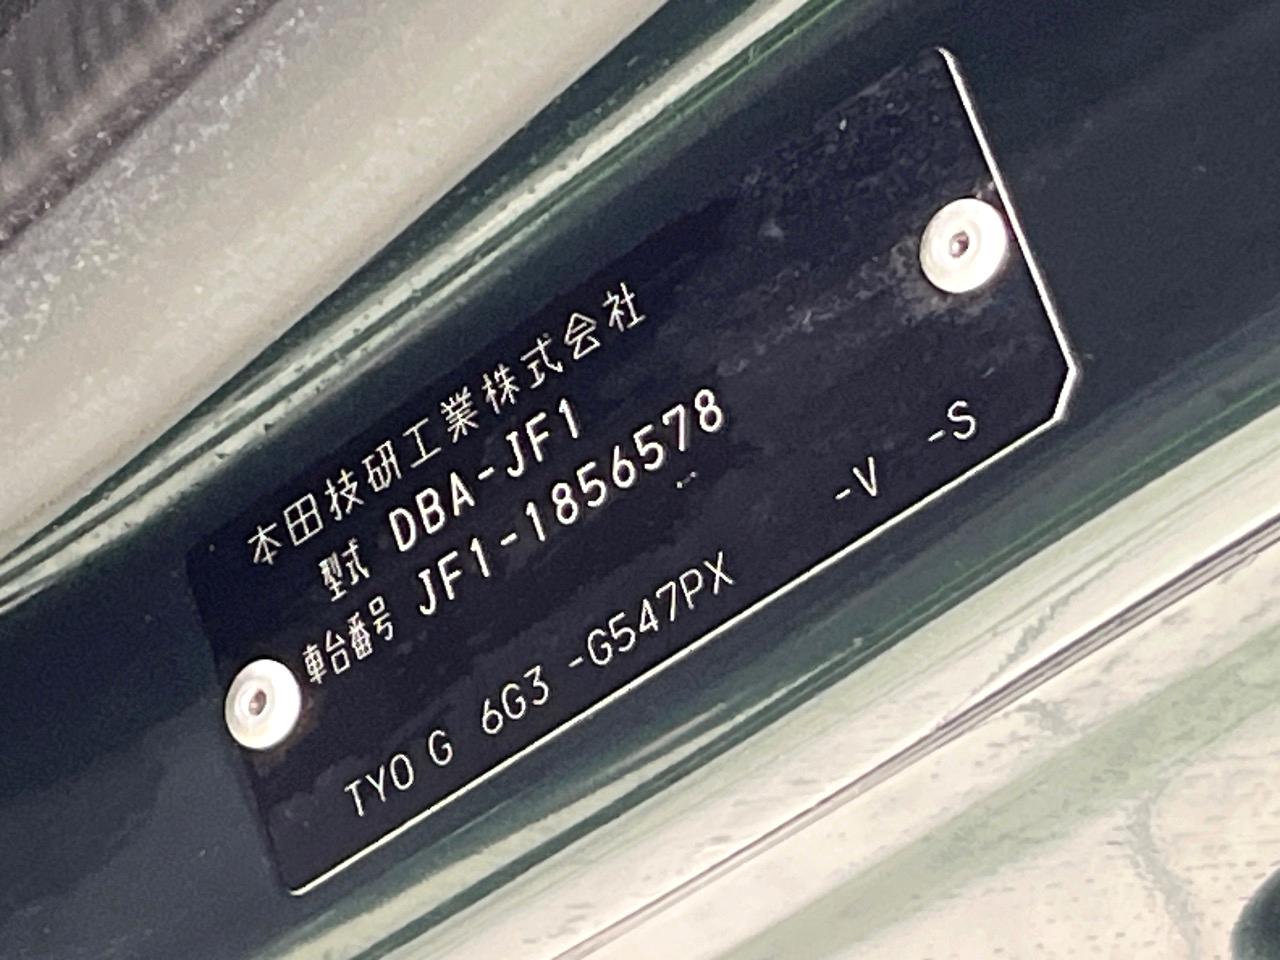 本田技研工業株式会社
型式 DBA-JF1
車台番号 JF1-1856578
TYO G 6G3 -G547PX -V -S